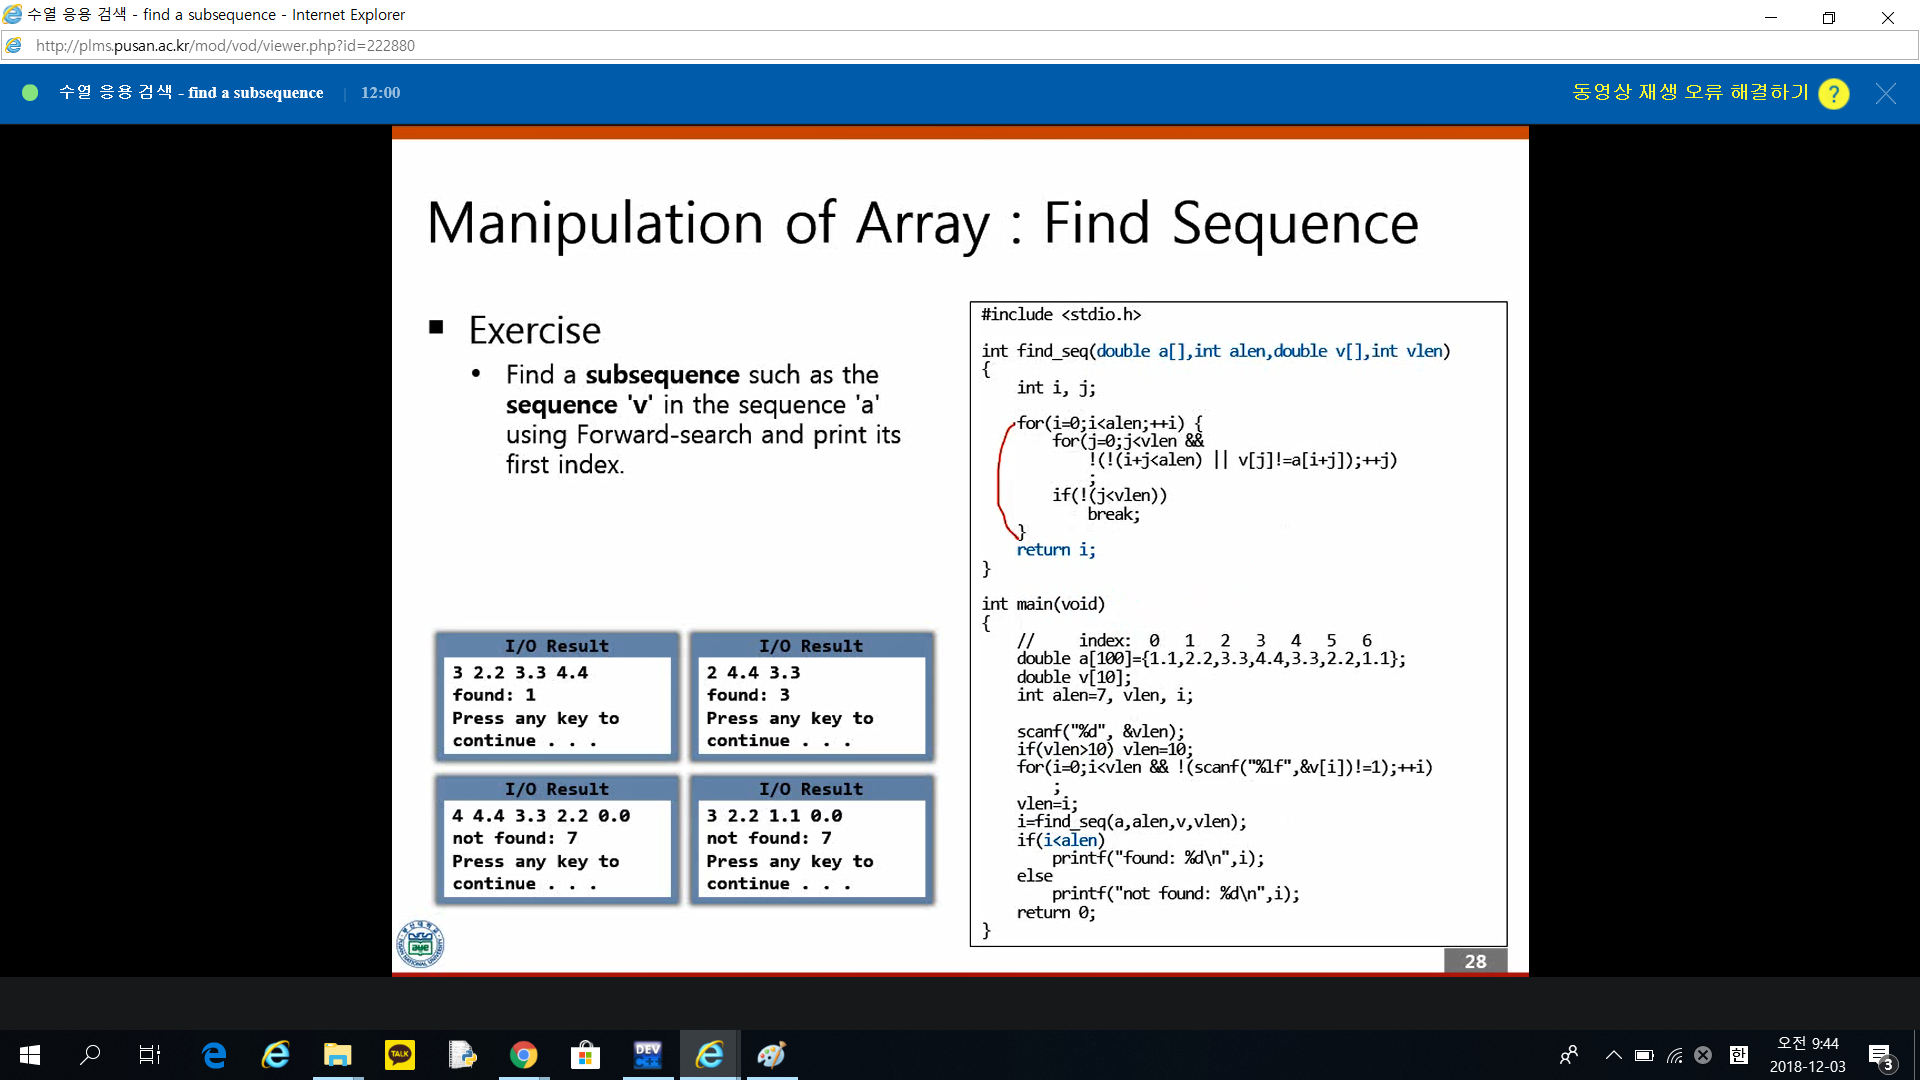 수열 응용 검색 - find a subsequence - Internet Explorer
http://plms.pusan.ac.kr/mod/vod/viewer.php?id=222880
수열 응용 검색 - find a subsequence | 12:00
동영상 재생 오류 해결하기 ?
Manipulation of Array : Find Sequence
Exercise
Find a subsequence such as the
sequence 'v' in the sequence 'a'
using Forward-search and print its
first index.
I/O Result
3 2.2 3.3 4.4
found: 1
Press any key to
continue . . .
I/O Result
2 4.4 3.3
found: 3
Press any key to
continue . . .
I/O Result
4 4.4 3.3 2.2 0.0
not found: 7
Press any key to
continue . . .
I/O Result
3 2.2 1.1 0.0
not found: 7
Press any key to
continue . . .
#include <stdio.h>
int find_seq(double a[],int alen,double v[],int vlen)
{
int i, j;
for(i=0;i<alen;++i) {
for(j=0;j<vlen &&
!(!(i+j<alen) || v[j]!=a[i+j]);++j)
;
if(!(j<vlen))
break;
}
return i;
}
int main(void)
{
// index: 0 1 2 3 4 5 6
double a[100]={1.1,2.2,3.3,4.4,3.3,2.2,1.1};
double v[10];
int alen=7, vlen, i;
scanf("%d", &vlen);
if(vlen>10) vlen=10;
for(i=0;i<vlen && !(scanf("%lf",&v[i])!=1);++i)
;
vlen=i;
i=find_seq(a,alen,v,vlen);
if(i<alen)
printf("found: %d\n",i);
else
printf("not found: %d\n",i);
return 0;
}
28
TALK
DEV
한
오전 9:44
2018-12-03
3